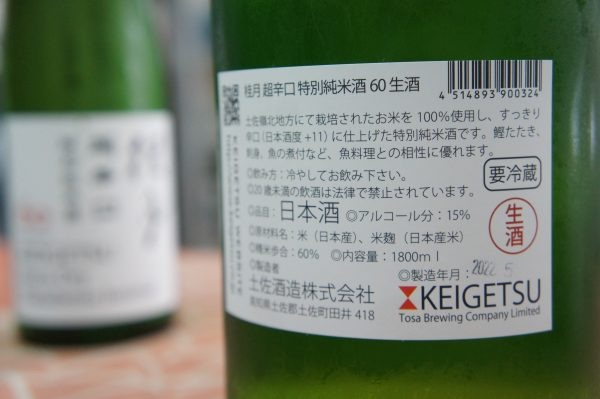 桂月 超辛口 特別純米酒 60 生酒
4 514893 900324
土佐嶺北地方にて栽培されたお米を 100%使用し、すっきり
辛口(日本酒度 +11)に仕上げた特別純米酒です。鰹たたき、
刺身、魚の煮付など、魚料理との相性に優れます。
◎飲み方：冷やしてお飲み下さい。
◎20歳未満の飲酒は法律で禁止されています。
要冷蔵
◎品目：日本酒 ◎アルコール分：15%
生酒
◎原材料名：米（日本産）、米麹（日本産米）
◎精米歩合：60% ◎内容量：1800ml
◎製造者
◎製造年月：2022.5
土佐酒造株式会社
高知県土佐郡土佐町田井 418
KEIGETSU
Tosa Brewing Company Limited